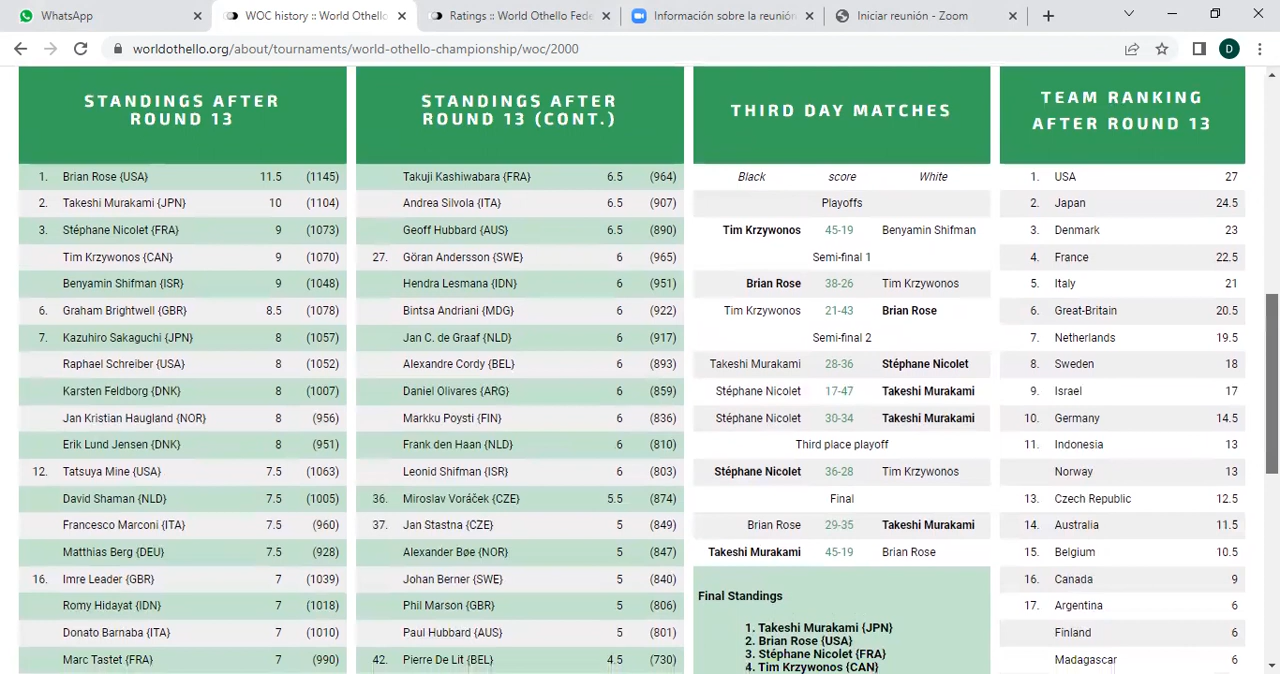 WhatsApp
WOC history :: World Othello
Ratings :: World Othello Fede
Información sobre la reunión
Iniciar reunión - Zoom
worldothello.org/about/tournaments/world-othello-championship/woc/2000
D
STANDINGS AFTER
ROUND 13
1. Brian Rose {USA} 11.5 (1145)
2. Takeshi Murakami {JPN} 10 (1104)
3. Stéphane Nicolet {FRA} 9 (1073)
Tim Krzywonos {CAN} 9 (1070)
Benyamin Shifman {ISR} 9 (1048)
6. Graham Brightwell {GBR} 8.5 (1078)
7. Kazuhiro Sakaguchi {JPN} 8 (1057)
Raphael Schreiber {USA} 8 (1052)
Karsten Feldborg {DNK} 8 (1007)
Jan Kristian Haugland {NOR} 8 (956)
Erik Lund Jensen {DNK} 8 (951)
12. Tatsuya Mine {USA} 7.5 (1063)
David Shaman {NLD} 7.5 (1005)
Francesco Marconi {ITA} 7.5 (960)
Matthias Berg {DEU} 7.5 (928)
16. Imre Leader {GBR} 7 (1039)
Romy Hidayat {IDN} 7 (1018)
Donato Barnaba {ITA} 7 (1010)
Marc Tastet {FRA} 7 (990)
STANDINGS AFTER
ROUND 13 (CONT.)
Takuji Kashiwabara {FRA} 6.5 (964)
Andrea Silvola {ITA} 6.5 (907)
Geoff Hubbard {AUS} 6.5 (890)
27. Göran Andersson {SWE} 6 (965)
Hendra Lesmana {IDN} 6 (951)
Bintsa Andriani {MDG} 6 (922)
Jan C. de Graaf {NLD} 6 (917)
Alexandre Cordy {BEL} 6 (893)
Daniel Olivares {ARG} 6 (859)
Markku Poysti {FIN} 6 (836)
Frank den Haan {NLD} 6 (810)
Leonid Shifman {ISR} 6 (803)
36. Miroslav Voráček {CZE} 5.5 (874)
37. Jan Stastna {CZE} 5 (849)
Alexander Bøe {NOR} 5 (847)
Johan Berner {SWE} 5 (840)
Phil Marson {GBR} 5 (806)
Paul Hubbard {AUS} 5 (801)
42. Pierre De Lit {BEL} 4.5 (730)
THIRD DAY MATCHES
Black score White
Playoffs
Tim Krzywonos 45-19 Benyamin Shifman
Semi-final 1
Brian Rose 38-26 Tim Krzywonos
Tim Krzywonos 21-43 Brian Rose
Semi-final 2
Takeshi Murakami 28-36 Stéphane Nicolet
Stéphane Nicolet 17-47 Takeshi Murakami
Stéphane Nicolet 30-34 Takeshi Murakami
Third place playoff
Stéphane Nicolet 36-28 Tim Krzywonos
Final
Brian Rose 29-35 Takeshi Murakami
Takeshi Murakami 45-19 Brian Rose
Final Standings
1. Takeshi Murakami {JPN}
2. Brian Rose {USA}
3. Stéphane Nicolet {FRA}
4. Tim Krzywonos {CAN}
TEAM RANKING
AFTER ROUND 13
1. USA 27
2. Japan 24.5
3. Denmark 23
4. France 22.5
5. Italy 21
6. Great-Britain 20.5
7. Netherlands 19.5
8. Sweden 18
9. Israel 17
10. Germany 14.5
11. Indonesia 13
Norway 13
13. Czech Republic 12.5
14. Australia 11.5
15. Belgium 10.5
16. Canada 9
17. Argentina 6
Finland 6
Madagascar 6